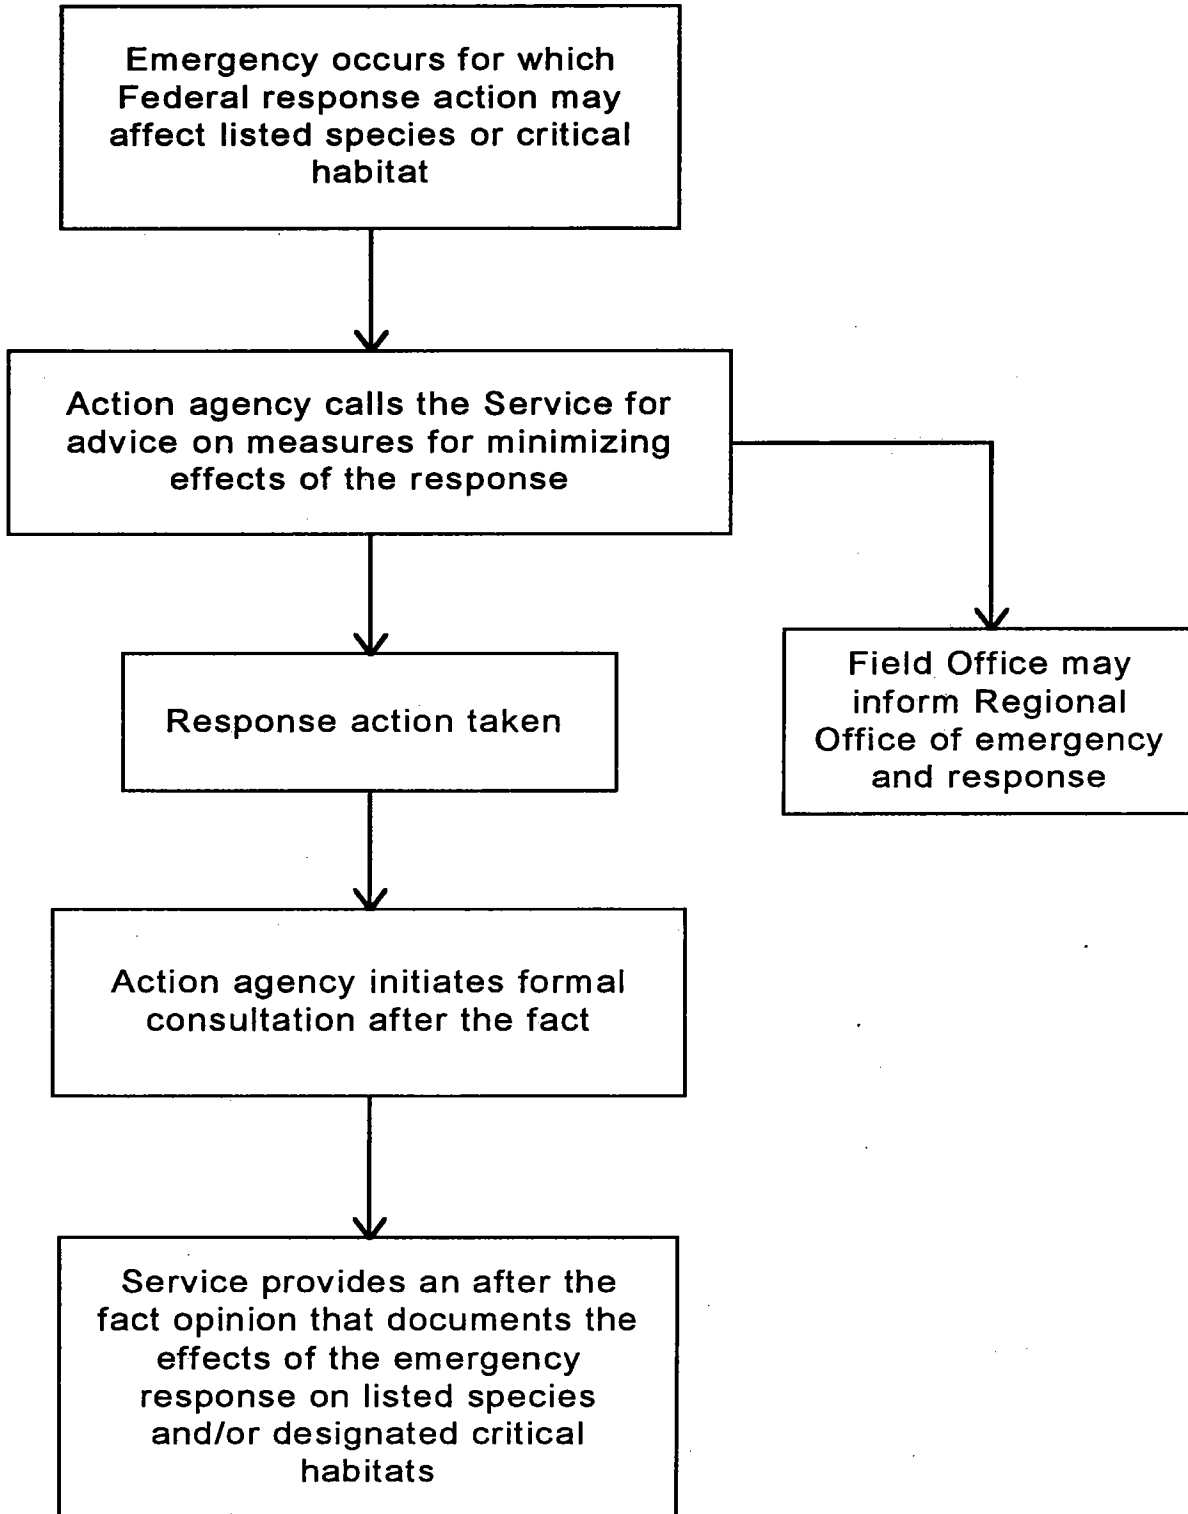 Emergency occurs for which
Federal response action may
affect listed species or critical
habitat
Action agency calls the Service for
advice on measures for minimizing
effects of the response
Response action taken
Field Office may
inform Regional
Office of emergency
and response
Action agency initiates formal
consultation after the fact
Service provides an after the
fact opinion that documents the
effects of the emergency
response on listed species
and/or designated critical
habitats